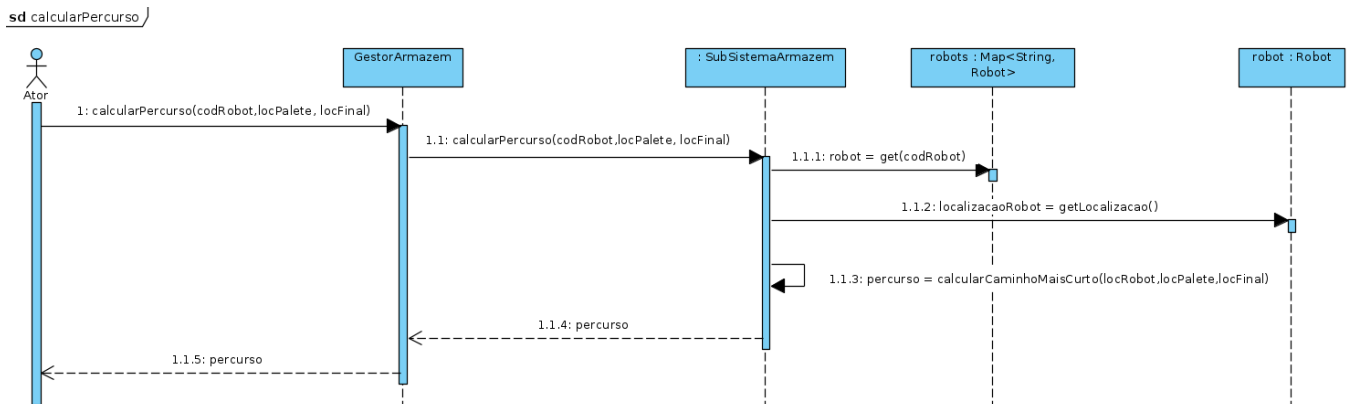 sd calcularPercurso
Ator
GestorArmazem
: SubSistemaArmazem
robots : Map<String,
Robot>
robot : Robot
1: calcularPercurso(codRobot,locPalete, locFinal)
1.1: calcularPercurso(codRobot,locPalete, locFinal)
1.1.1: robot = get(codRobot)
1.1.2: localizacaoRobot = getLocalizacao()
1.1.3: percurso = calcularCaminhoMaisCurto(locRobot,locPalete,locFinal)
1.1.4: percurso
1.1.5: percurso